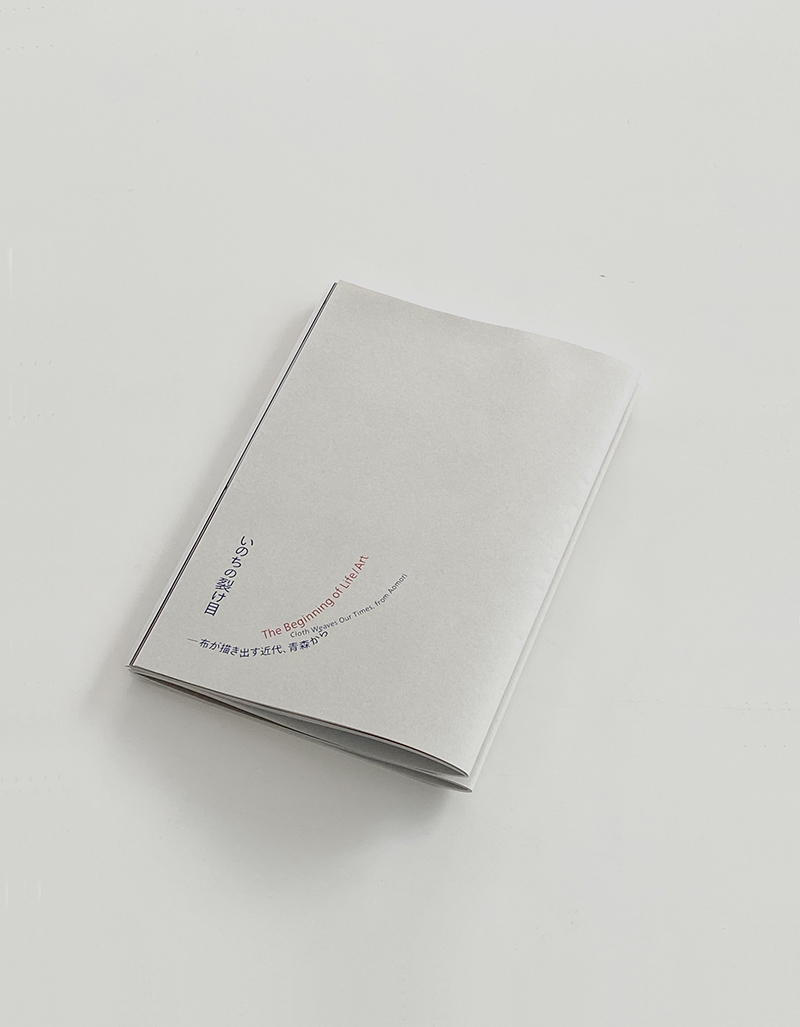 いのちの裂け目
—布が描き出す近代、青森から
The Beginning of Life/Art
Cloth Weaves Our Times, from Aomori